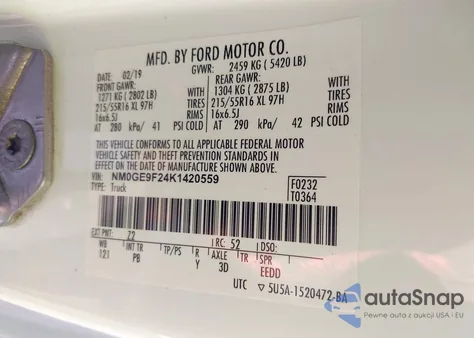 MFD. BY FORD MOTOR CO.
DATE: 02/19 GVWR: 2459 KG ( 5420 LB)
FRONT GAWR: REAR GAWR:
1271 KG ( 2802 LB) WITH 1304 KG ( 2875 LB) WITH
215/55R16 XL 97H TIRES 215/55R16 XL 97H TIRES
16x6.5J RIMS 16x6.5J RIMS
AT 280 kPa/ 41 PSI COLD AT 290 kPa/ 42 PSI COLD
THIS VEHICLE CONFORMS TO ALL APPLICABLE FEDERAL MOTOR
VEHICLE SAFETY AND THEFT PREVENTION STANDARDS IN
EFFECT ON THE DATE OF MANUFACTURE SHOWN ABOVE.
VIN: NM0GE9F24K1420559 F0232
TYPE: Truck T0364
EXT PNT: Z2 RC: 52 DSO:
WB INT TR TP/PS R AXLE TR SPR
121 PB Y 3D EEDD
UTC ▽ 5U5A-1520472-BA
autoSnap
Pewne auta z aukcji USA i EU